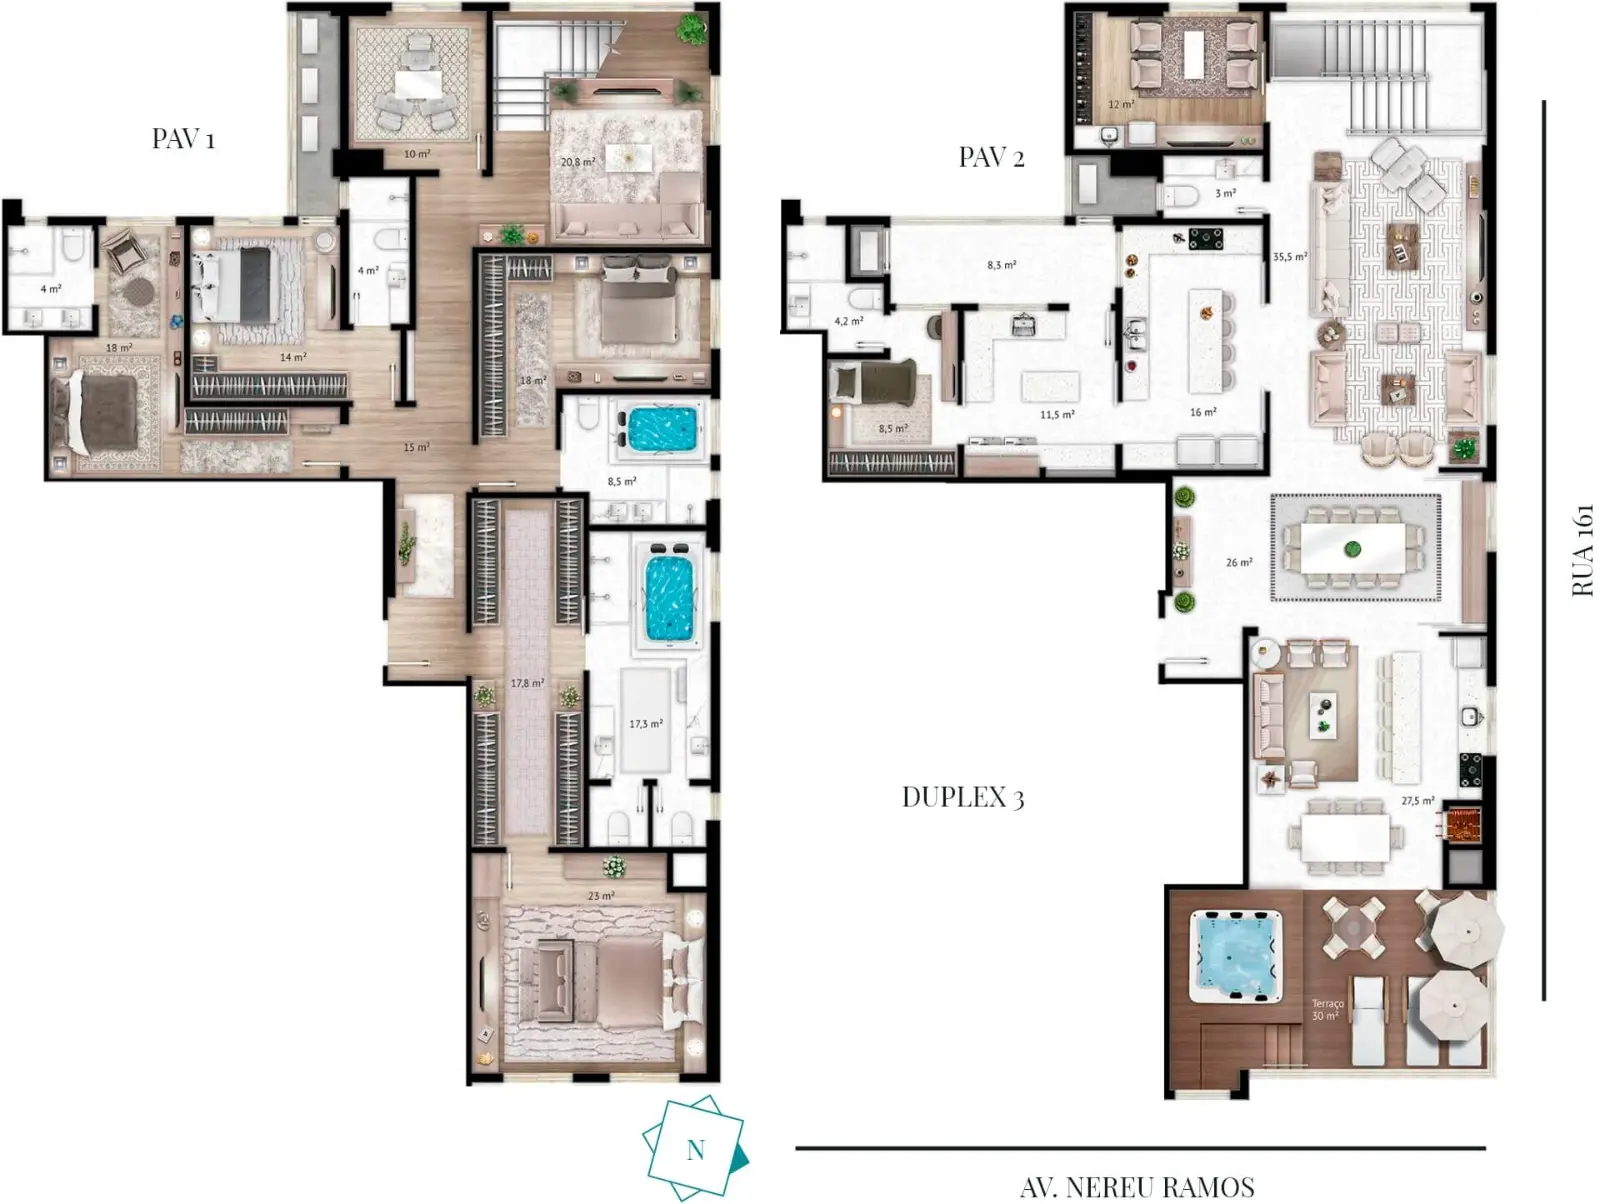 PAV 1
10 m²
20,8 m²
4 m²
4 m²
18 m²
14 m²
18 m²
15 m²
8,5 m²
17,8 m²
17,3 m²
23 m²
PAV 2
12 m²
3 m²
35,5 m²
8,3 m²
4,2 m²
16 m²
11,5 m²
8,5 m²
26 m²
27,5 m²
Terraço
30 m²
DUPLEX 3
RUA 161
N
AV. NEREU RAMOS